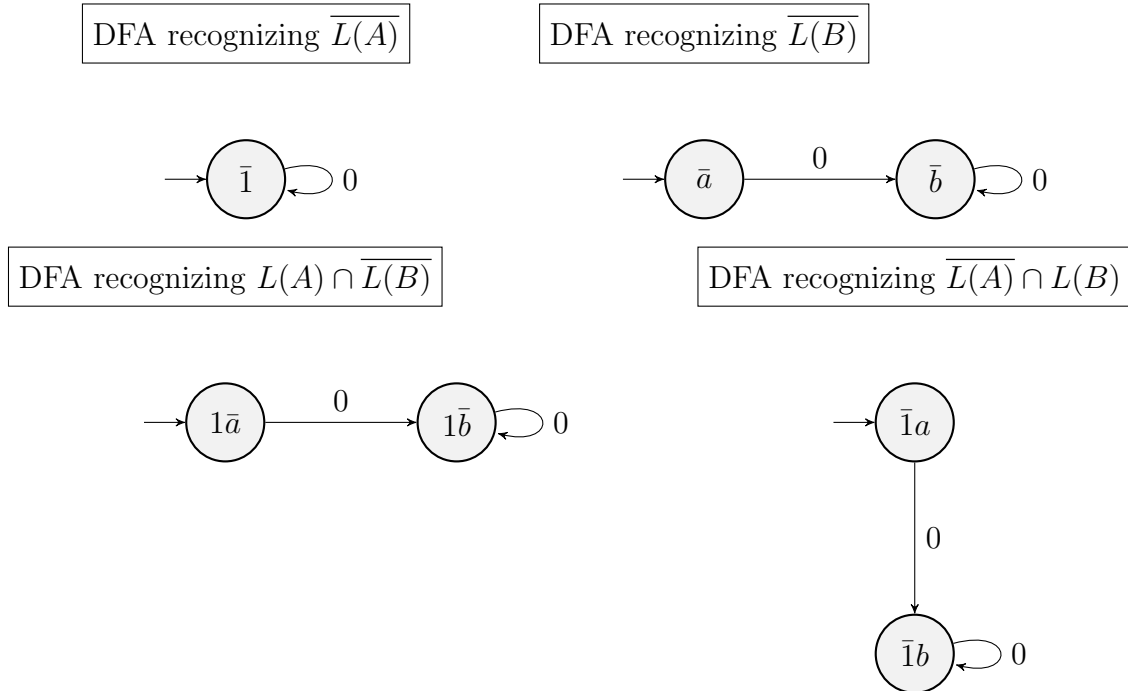 DFA recognizing $\overline{L(A)}$
DFA recognizing $\overline{L(B)}$
$\bar{1}$
0
$\bar{a}$
0
$\bar{b}$
0
DFA recognizing $L(A) \cap \overline{L(B)}$
DFA recognizing $\overline{L(A)} \cap L(B)$
$1\bar{a}$
0
$1\bar{b}$
0
$\bar{1}a$
0
$\bar{1}b$
0